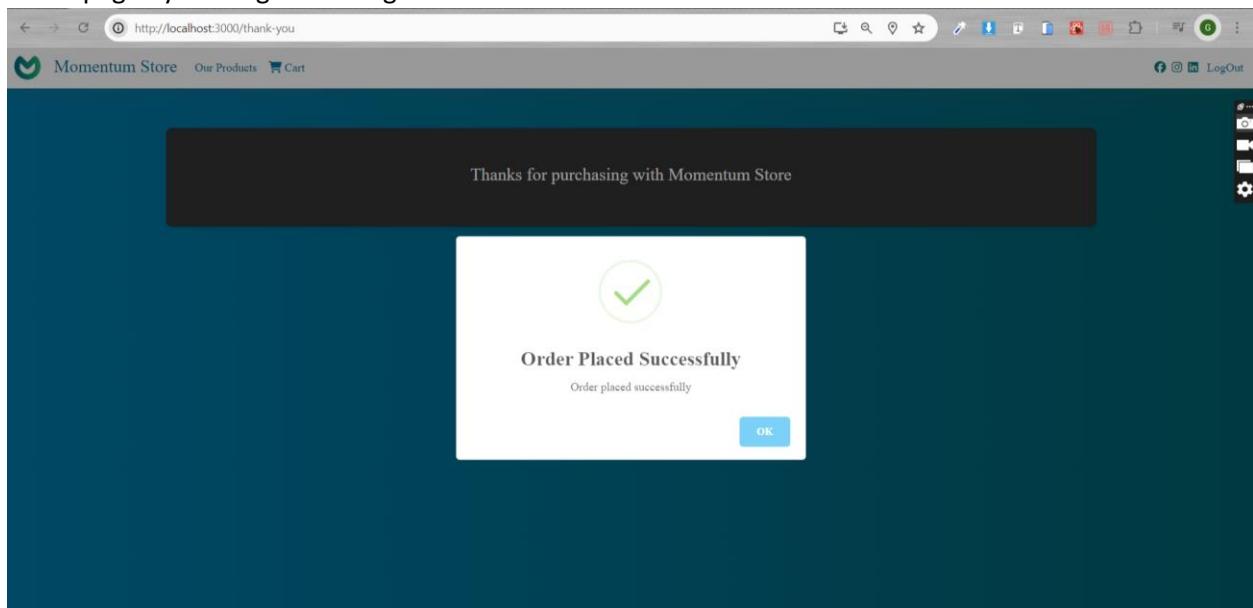 http://localhost:3000/thank-you
G
Momentum Store Our Products Cart LogOut
Thanks for purchasing with Momentum Store
Order Placed Successfully
Order placed successfully
OK